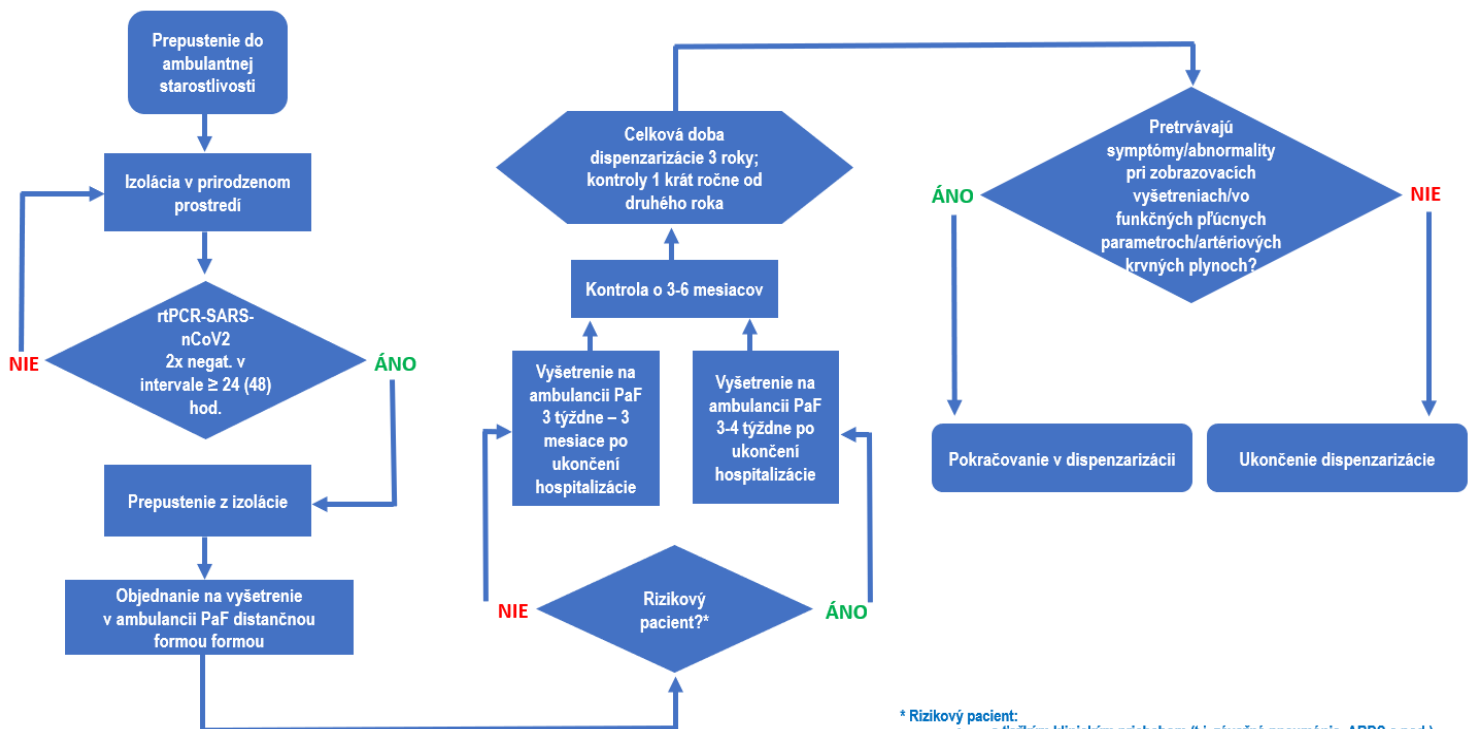 Prepustenie do
ambulantnej
starostlivosti
Izolácia v prirodzenom
prostredí
rtPCR-SARS-
nCoV2
2x negat. v
intervale ≥ 24 (48)
hod.
NIE
ÁNO
Prepustenie z izolácie
Objednanie na vyšetrenie
v ambulancii PaF distančnou
formou formou
Rizikový
pacient?*
NIE
ÁNO
Vyšetrenie na
ambulancii PaF
3 týždne – 3
mesiace po
ukončení
hospitalizácie
Vyšetrenie na
ambulancii PaF
3-4 týždne po
ukončení
hospitalizácie
Kontrola o 3-6 mesiacov
Celková doba
dispenzarizácie 3 roky;
kontroly 1 krát ročne od
druhého roka
Pretrvávajú
symptómy/abnormality
pri zobrazovacích
vyšetreniach/vo
funkčných pľúcnych
parametroch/artériových
krvných plynoch?
ÁNO
NIE
Pokračovanie v dispenzarizácii
Ukončenie dispenzarizácie
* Rizikový pacient: